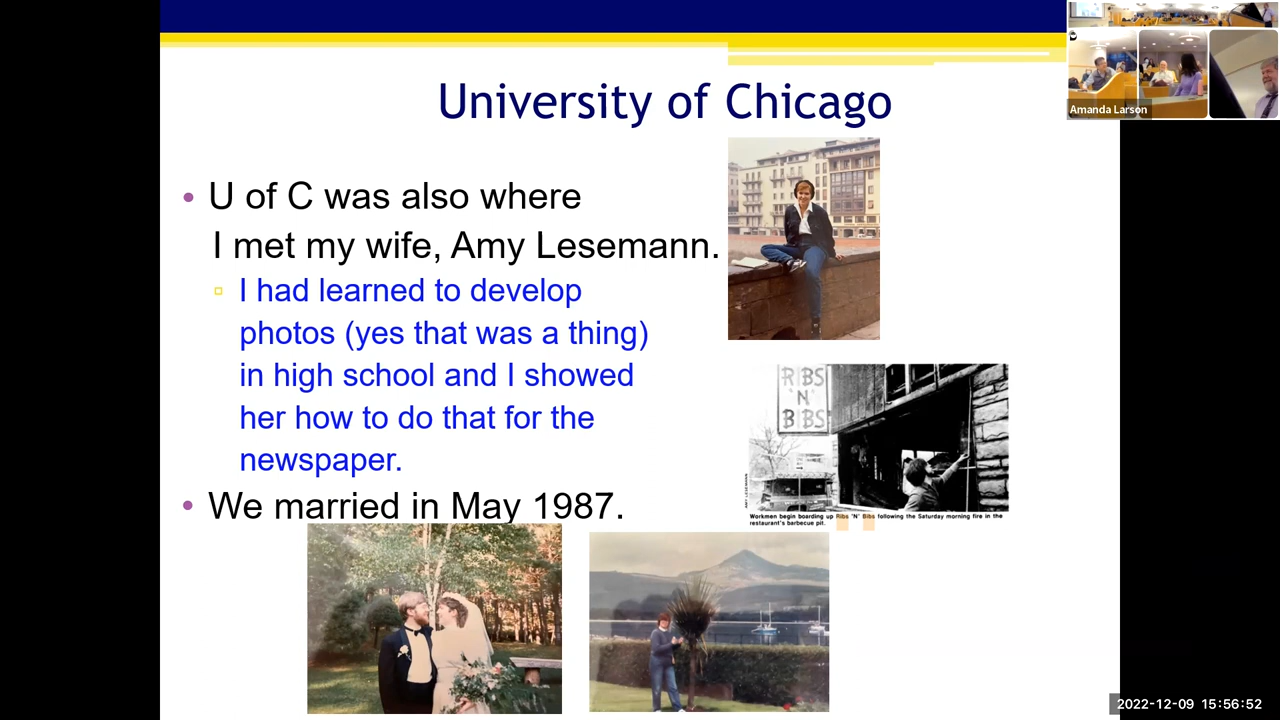 Amanda Larson
University of Chicago
• U of C was also where
I met my wife, Amy Lesemann.
I had learned to develop
photos (yes that was a thing)
in high school and I showed
her how to do that for the
newspaper.
• We married in May 1987.
RIBS
'N'
BIBS
AMY LESEMANN
Workmen begin boarding up Ribs 'N' Bibs following the Saturday morning fire in the
restaurant's barbecue pit.
2022-12-09 15:56:52